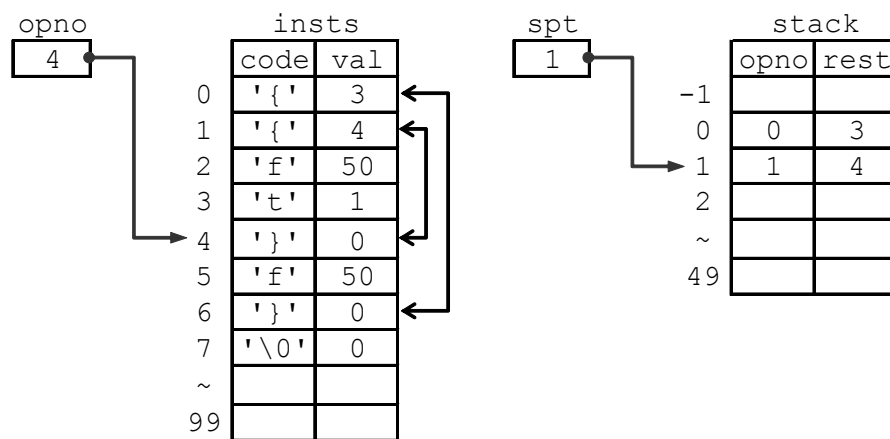 opno insts spt stack
4 code val 1 opno rest
0 '{' 3 -1
1 '{' 4 0 0 3
2 'f' 50 1 1 4
3 't' 1 2
4 '}' 0 ~
5 'f' 50 49
6 '}' 0
7 '\0' 0
~
99